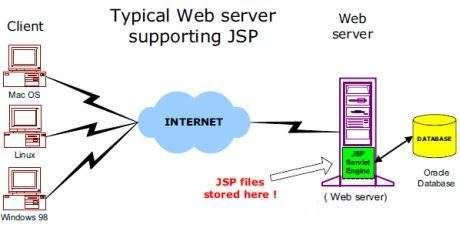 Typical Web server
supporting JSP
Client
Web
server
Mac OS
Linux
Windows 98
INTERNET
JSP files
stored here !
JSP
Servlet
Engine
( Web server)
DATABASE
Oracle
Database